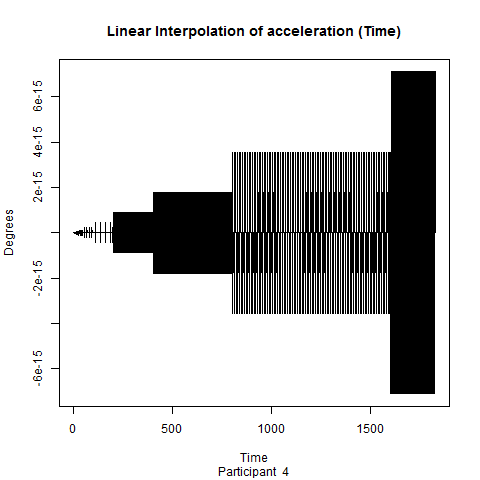 Linear Interpolation of acceleration (Time)
6e-15
4e-15
2e-15
-2e-15
-6e-15
Degrees
0
500
1000
1500
Time
Participant 4